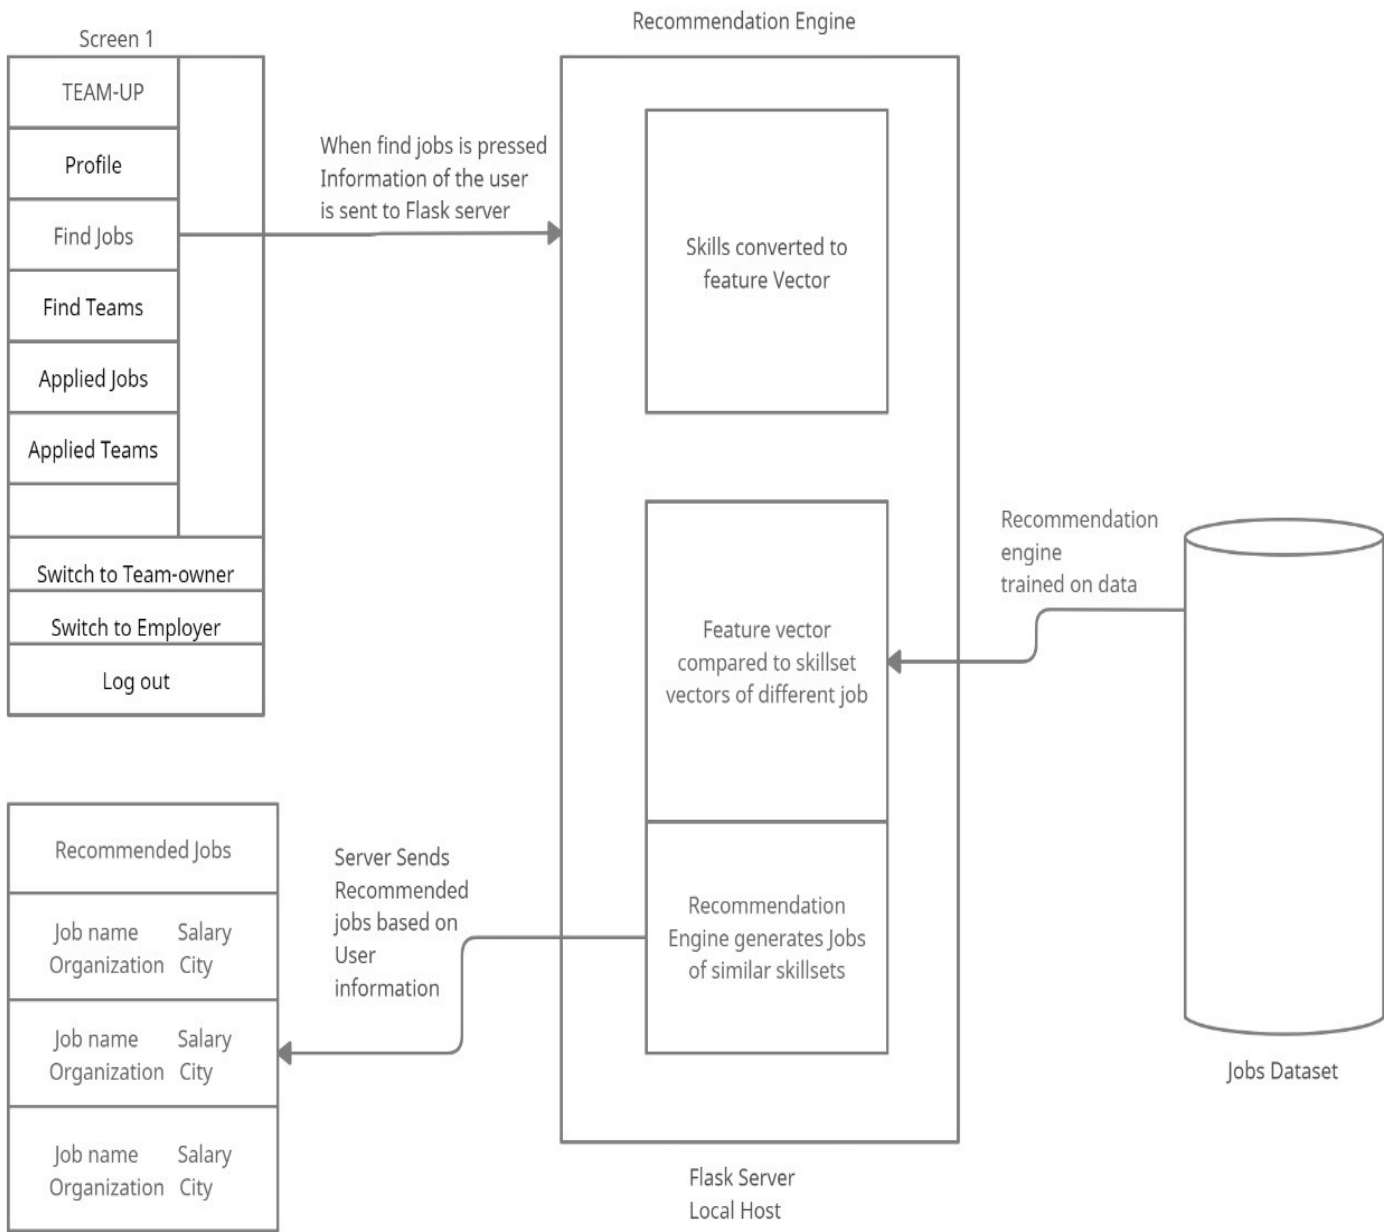 Screen 1
TEAM-UP
Profile
Find Jobs
Find Teams
Applied Jobs
Applied Teams
Switch to Team-owner
Switch to Employer
Log out
When find jobs is pressed
Information of the user
is sent to Flask server
Recommendation Engine
Skills converted to
feature Vector
Feature vector
compared to skillset
vectors of different job
Recommendation
Engine generates Jobs
of similar skillsets
Flask Server
Local Host
Recommendation
engine
trained on data
Jobs Dataset
Server Sends
Recommended
jobs based on
User
information
Recommended Jobs
Job name Salary
Organization City
Job name Salary
Organization City
Job name Salary
Organization City